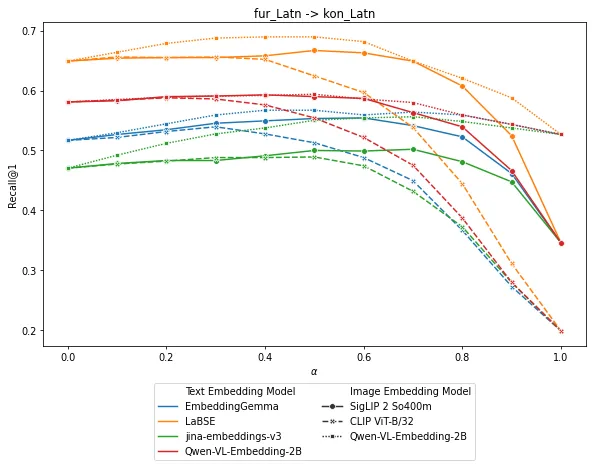 fur_Latn -> kon_Latn
Recall@1
0.7
0.6
0.5
0.4
0.3
0.2
0.0 0.2 0.4 0.6 0.8 1.0
α
Text Embedding Model Image Embedding Model
EmbeddingGemma SigLIP 2 So400m
LaBSE CLIP ViT-B/32
jina-embeddings-v3 Qwen-VL-Embedding-2B
Qwen-VL-Embedding-2B